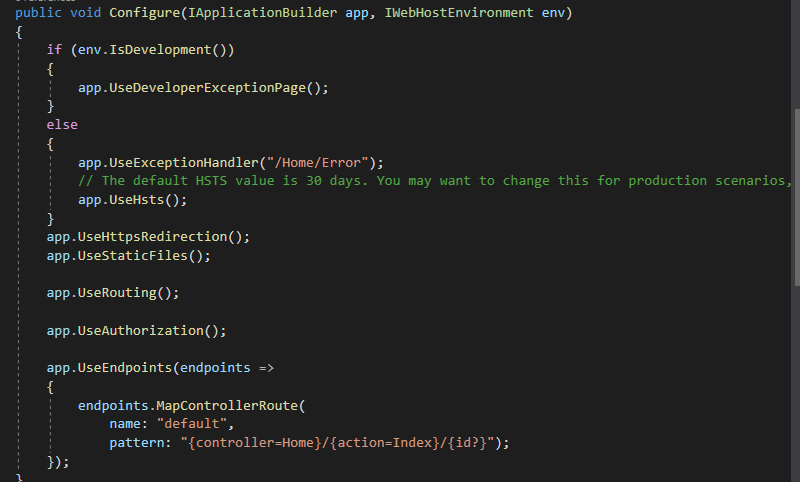 public void Configure(IApplicationBuilder app, IWebHostEnvironment env)
{
if (env.IsDevelopment())
{
app.UseDeveloperExceptionPage();
}
else
{
app.UseExceptionHandler("/Home/Error");
// The default HSTS value is 30 days. You may want to change this for production scenarios,
app.UseHsts();
}
app.UseHttpsRedirection();
app.UseStaticFiles();
app.UseRouting();
app.UseAuthorization();
app.UseEndpoints(endpoints =>
{
endpoints.MapControllerRoute(
name: "default",
pattern: "{controller=Home}/{action=Index}/{id?}");
});
}